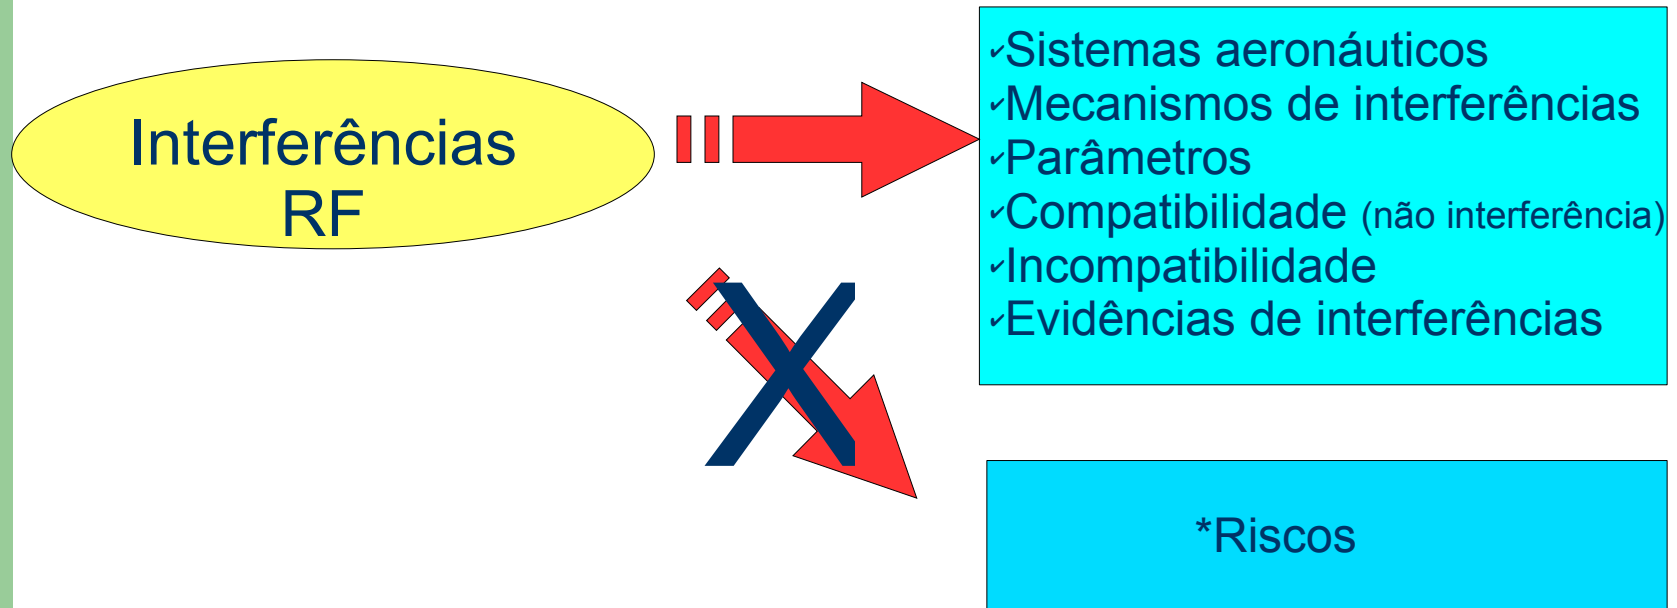 Interferências
RF
✓Sistemas aeronáuticos
✓Mecanismos de interferências
✓Parâmetros
✓Compatibilidade (não interferência)
✓Incompatibilidade
✓Evidências de interferências
X
*Riscos